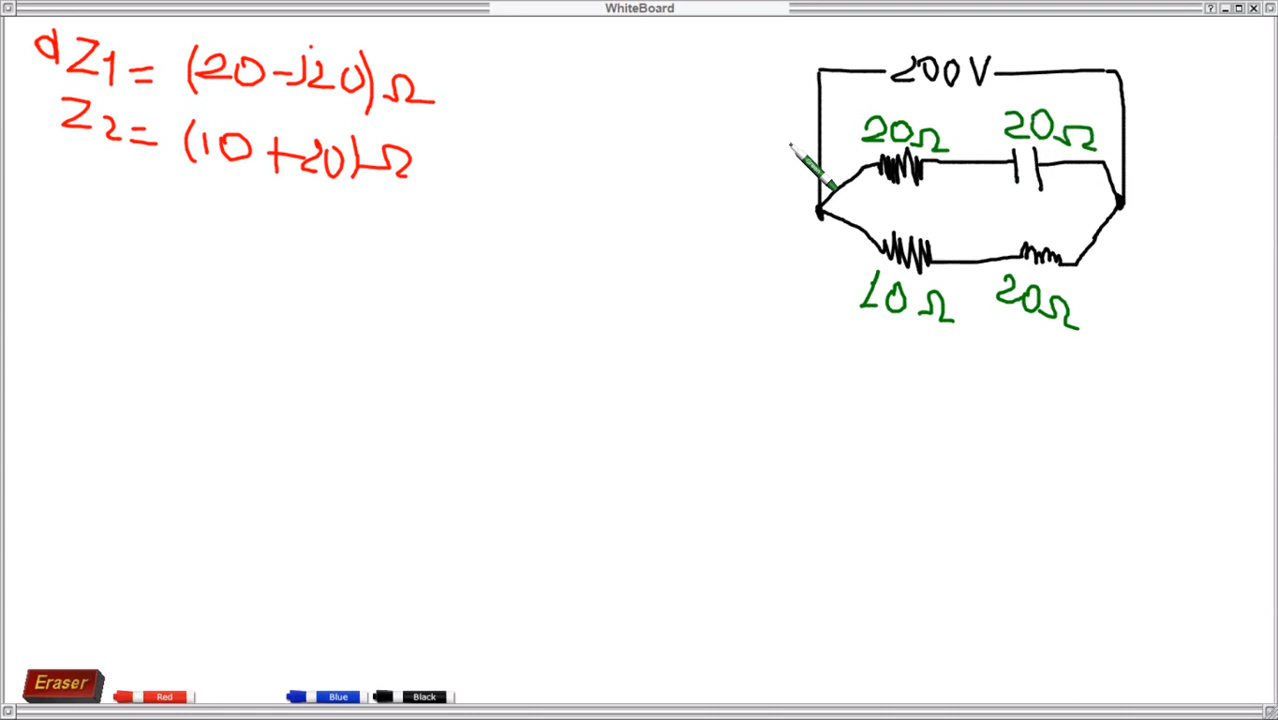 WhiteBoard
d Z1 = (20-j20) Ω
Z2 = (10+20) Ω
200V
20Ω
20Ω
10Ω
20Ω
Eraser
Red
Blue
Black